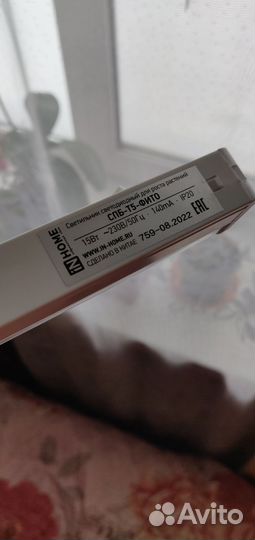 IN HOME
Светильник светодиодный для роста растений
СПБ-Т5-ФИТО
15Вт · ~230В/50Гц · 140mA · IP20
WWW.IN-HOME.RU
СДЕЛАНО В КИТАЕ
759-08.2022
EAC
Avito